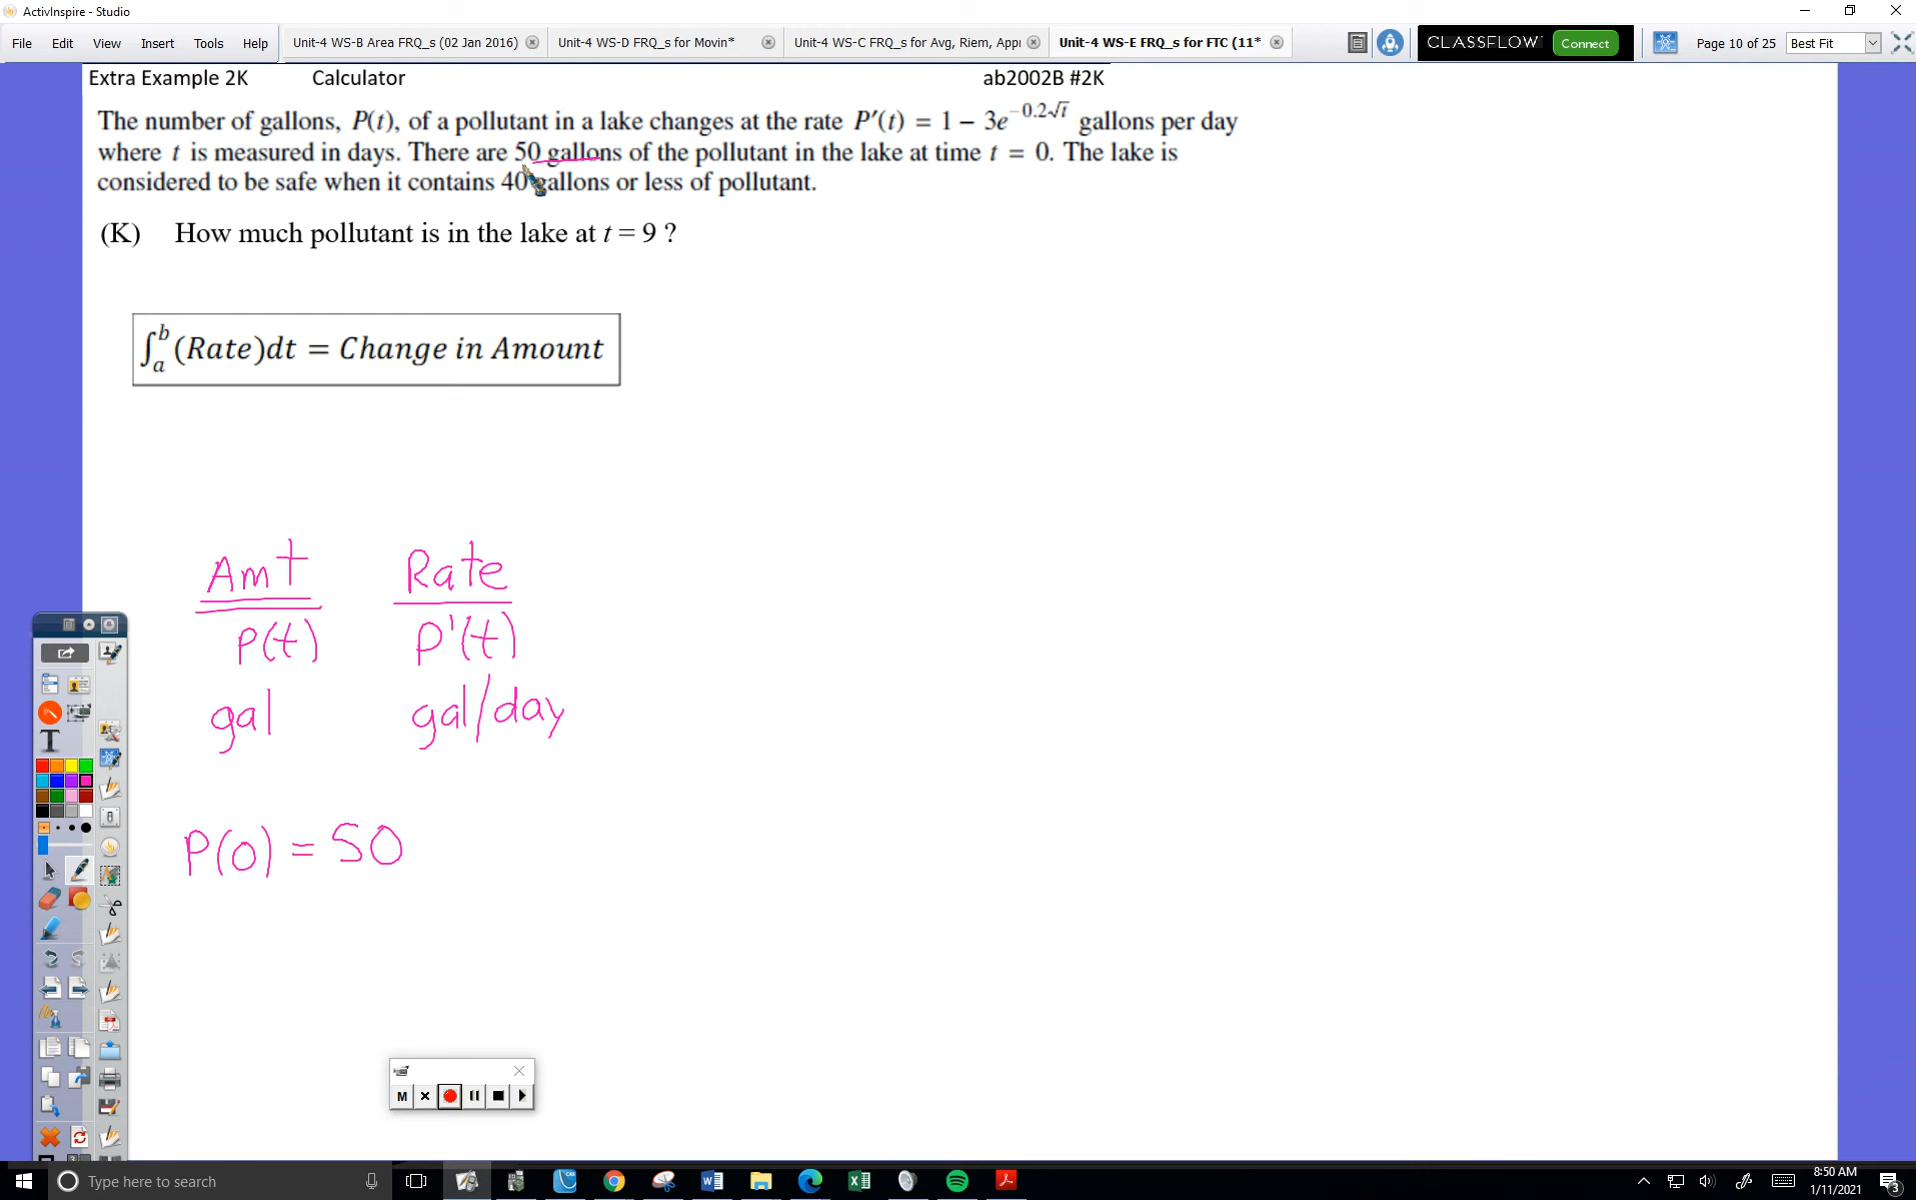 ActivInspire - Studio
File Edit View Insert Tools Help
Unit-4 WS-B Area FRQ_s (02 Jan 2016)
Unit-4 WS-D FRQ_s for Movin*
Unit-4 WS-C FRQ_s for Avg, Riem, Appr
Unit-4 WS-E FRQ_s for FTC (11*
CLASSFLOW Connect
Page 10 of 25
Best Fit
Extra Example 2K Calculator ab2002B #2K
The number of gallons, P(t), of a pollutant in a lake changes at the rate P′(t) = 1 – 3e^(–0.2√t) gallons per day
where t is measured in days. There are 50 gallons of the pollutant in the lake at time t = 0. The lake is
considered to be safe when it contains 40 gallons or less of pollutant.
(K) How much pollutant is in the lake at t = 9 ?
∫_a^b (Rate)dt = Change in Amount
Amt Rate
P(t) P'(t)
gal gal/day
P(0) = 50
T
M
Type here to search
8:50 AM
1/11/2021
3